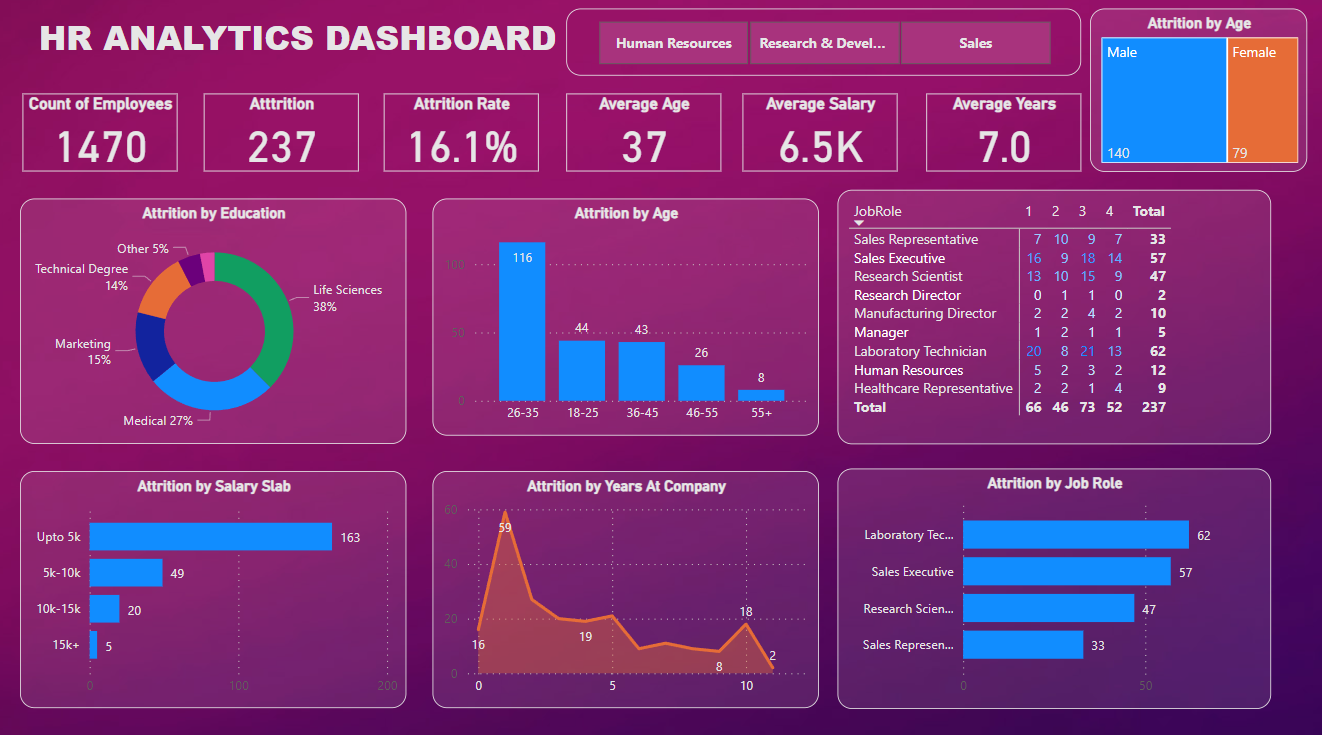 HR ANALYTICS DASHBOARD
Human Resources
Research & Devel...
Sales
Attrition by Age
Male
Female
140
79
Count of Employees
1470
Atttrition
237
Attrition Rate
16.1%
Average Age
37
Average Salary
6.5K
Average Years
7.0
Attrition by Education
Other 5%
Technical Degree
14%
Life Sciences
38%
Marketing
15%
Medical 27%
Attrition by Age
100
50
0
116
44
43
26
8
26-35 18-25 36-45 46-55 55+
JobRole 1 2 3 4 Total
Sales Representative 7 10 9 7 33
Sales Executive 16 9 18 14 57
Research Scientist 13 10 15 9 47
Research Director 0 1 1 0 2
Manufacturing Director 2 2 4 2 10
Manager 1 2 1 1 5
Laboratory Technician 20 8 21 13 62
Human Resources 5 2 3 2 12
Healthcare Representative 2 2 1 4 9
Total 66 46 73 52 237
Attrition by Salary Slab
Upto 5k 163
5k-10k 49
10k-15k 20
15k+ 5
0 100 200
Attrition by Years At Company
60
40
20
0
16
59
19
8
18
2
0 5 10
Attrition by Job Role
Laboratory Tec... 62
Sales Executive 57
Research Scien... 47
Sales Represen... 33
0 50